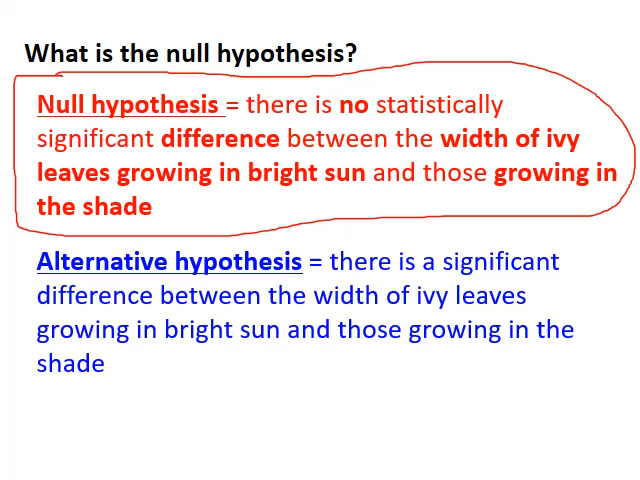 What is the null hypothesis?
Null hypothesis = there is no statistically
significant difference between the width of ivy
leaves growing in bright sun and those growing in
the shade
Alternative hypothesis = there is a significant
difference between the width of ivy leaves
growing in bright sun and those growing in the
shade